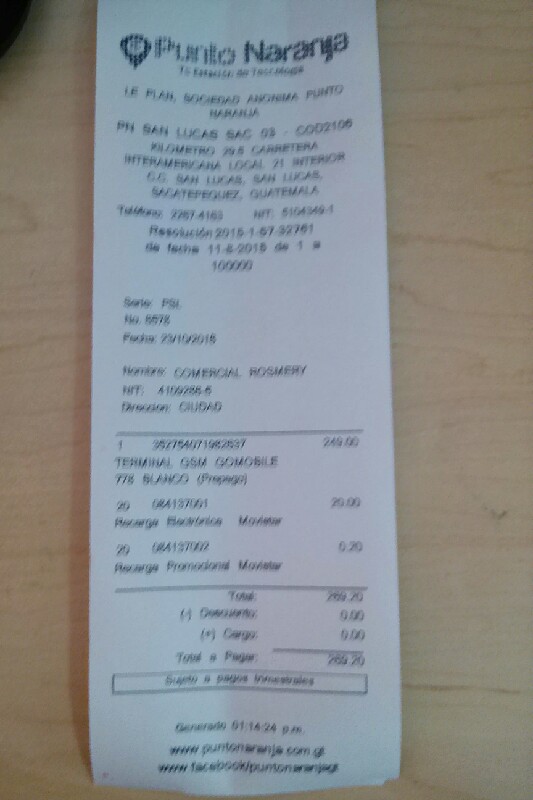 Punto Naranja
Tu Estación de Tecnología
LE PLAN, SOCIEDAD ANONIMA PUNTO
NARANJA
PN SAN LUCAS SAC 03 - COD2106
KILOMETRO 29.5 CARRETERA
INTERAMERICANA LOCAL 21 INTERIOR
C.C. SAN LUCAS, SAN LUCAS,
SACATEPEQUEZ, GUATEMALA
Teléfono: 2267-4163 NIT: 5104349-1
Resolución 2015-1-67-32761
de fecha 11-6-2015 de 1 a
100000
Serie: PSL
No. 6578
Fecha: 23/10/2015
Nombre: COMERCIAL ROSMERY
NIT: 4109288-6
Direccion: CIUDAD
1 352754071982637 249.00
TERMINAL GSM GOMOBILE
778 BLANCO (Prepago)
20 084137001 20.00
Recarga Electrónica Movistar
20 084137002 0.20
Recarga Promocional Movistar
Total: 269.20
(-) Descuento: 0.00
(+) Cargo: 0.00
Total a Pagar: 269.20
Sujeto a pagos trimestrales
Generado 01:14:24 p.m.
www.puntonaranja.com.gt
www.facebook/puntonaranjagt